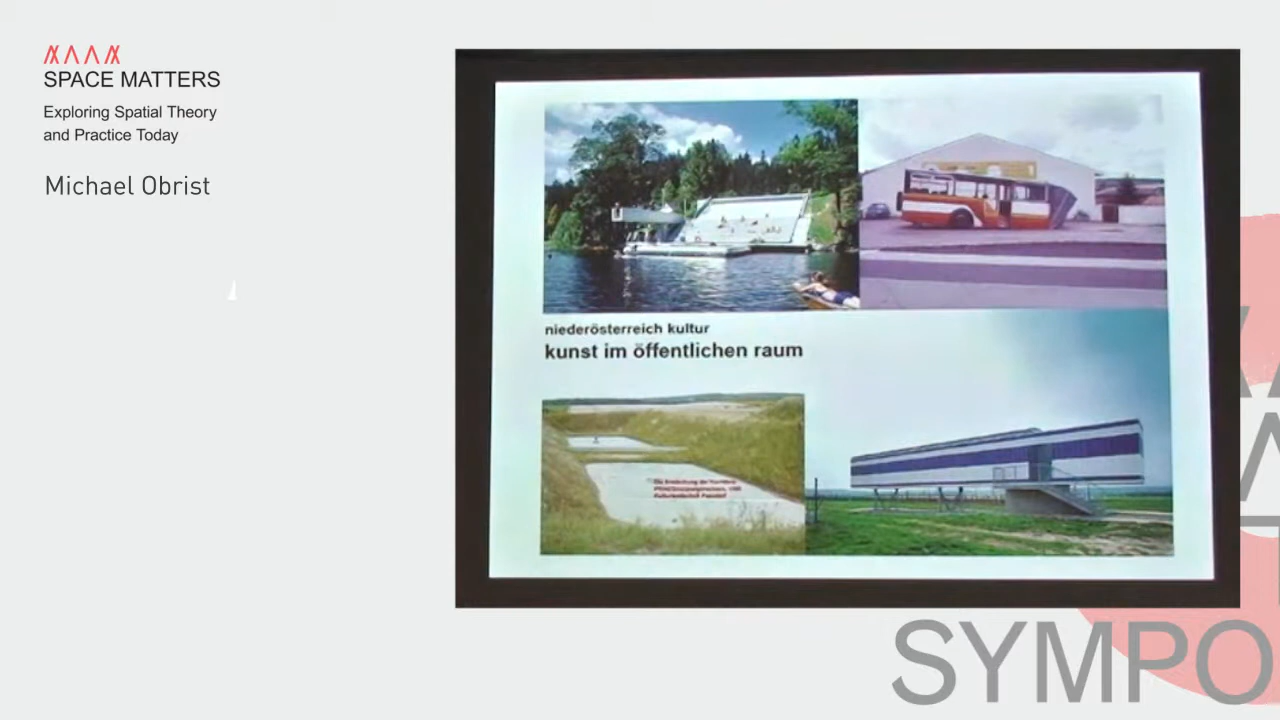 SPACE MATTERS
Exploring Spatial Theory
and Practice Today
Michael Obrist
niederösterreich kultur
kunst im öffentlichen raum
SYMPO